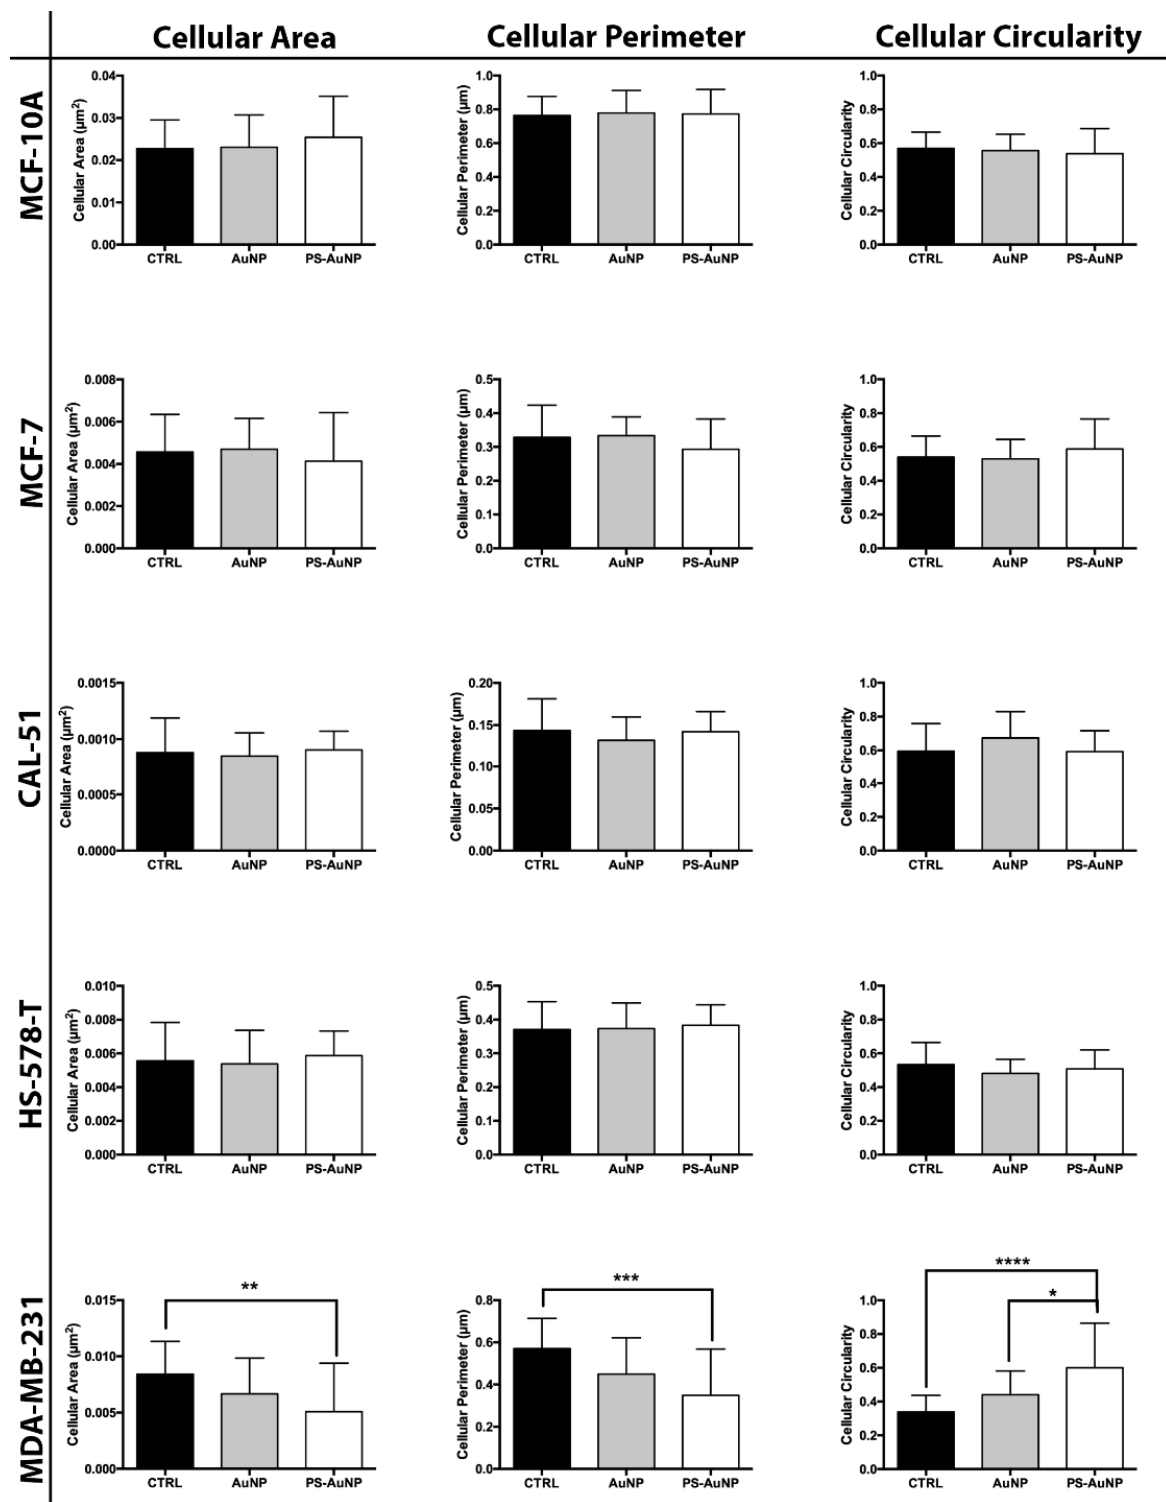 Cellular Area Cellular Perimeter Cellular Circularity
MCF-10A
Cellular Area (µm²)
0.04
0.03
0.02
0.01
0.00
CTRL AuNP PS-AuNP
Cellular Perimeter (µm)
1.0
0.8
0.6
0.4
0.2
0.0
CTRL AuNP PS-AuNP
Cellular Circularity
1.0
0.8
0.6
0.4
0.2
0.0
CTRL AuNP PS-AuNP
MCF-7
Cellular Area (µm²)
0.008
0.006
0.004
0.002
0.000
CTRL AuNP PS-AuNP
Cellular Perimeter (µm)
0.5
0.4
0.3
0.2
0.1
0.0
CTRL AuNP PS-AuNP
Cellular Circularity
1.0
0.8
0.6
0.4
0.2
0.0
CTRL AuNP PS-AuNP
CAL-51
Cellular Area (µm²)
0.0015
0.0010
0.0005
0.0000
CTRL AuNP PS-AuNP
Cellular Perimeter (µm)
0.20
0.15
0.10
0.05
0.00
CTRL AuNP PS-AuNP
Cellular Circularity
1.0
0.8
0.6
0.4
0.2
0.0
CTRL AuNP PS-AuNP
HS-578-T
Cellular Area (µm²)
0.010
0.008
0.006
0.004
0.002
0.000
CTRL AuNP PS-AuNP
Cellular Perimeter (µm)
0.5
0.4
0.3
0.2
0.1
0.0
CTRL AuNP PS-AuNP
Cellular Circularity
1.0
0.8
0.6
0.4
0.2
0.0
CTRL AuNP PS-AuNP
MDA-MB-231
Cellular Area (µm²)
**
0.015
0.010
0.005
0.000
CTRL AuNP PS-AuNP
Cellular Perimeter (µm)
***
0.8
0.6
0.4
0.2
0.0
CTRL AuNP PS-AuNP
Cellular Circularity
****
*
1.0
0.8
0.6
0.4
0.2
0.0
CTRL AuNP PS-AuNP